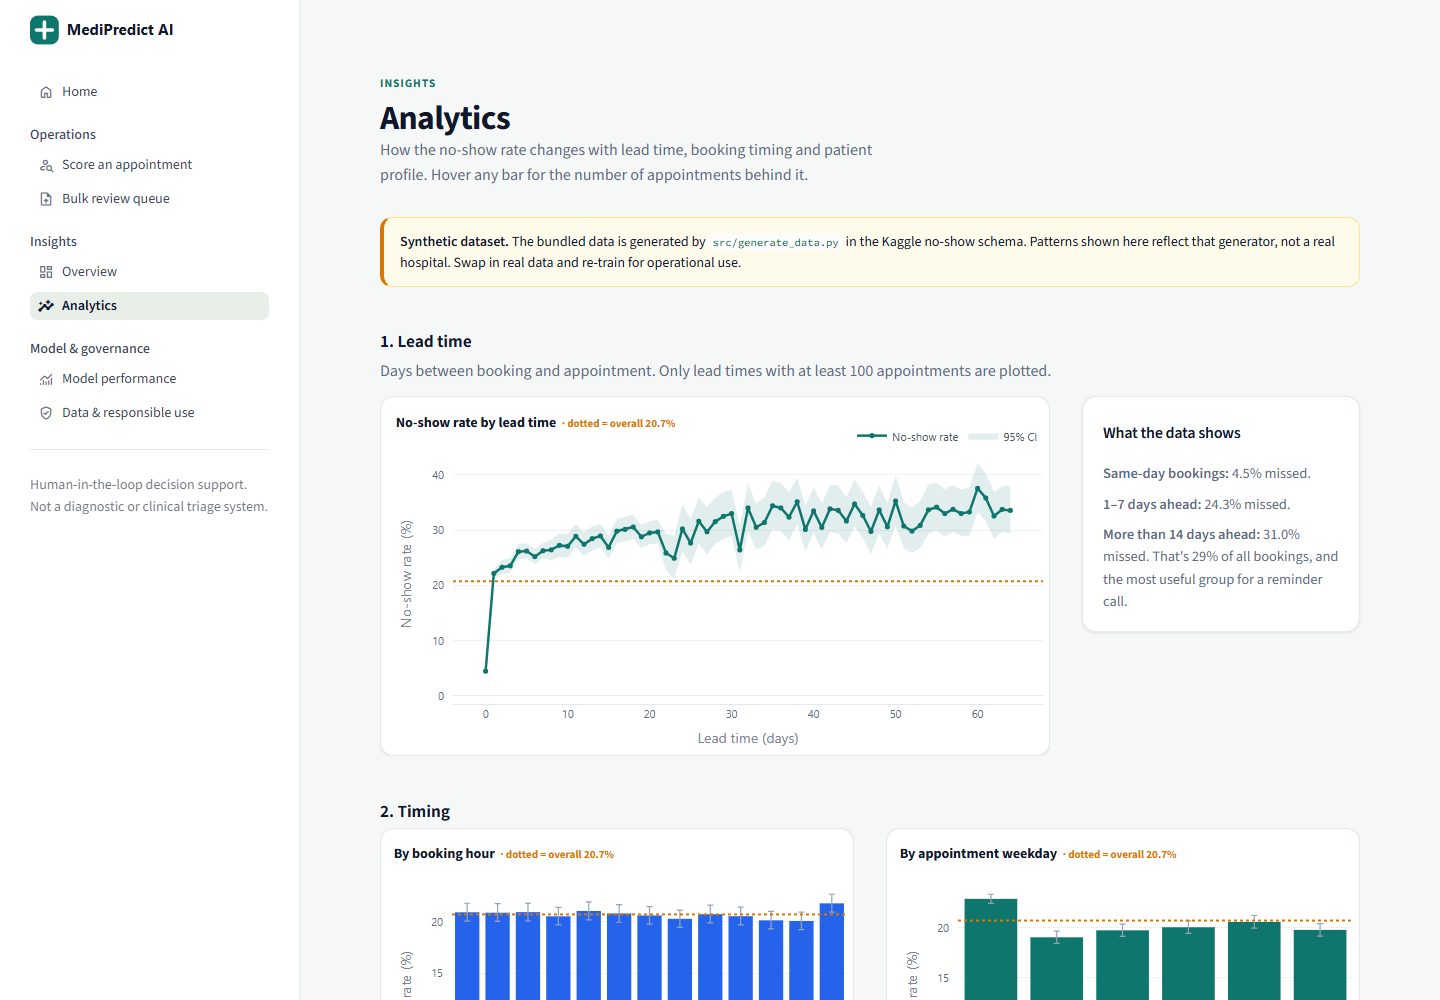 MediPredict AI
Home
Operations
Score an appointment
Bulk review queue
Insights
Overview
Analytics
Model & governance
Model performance
Data & responsible use
Human-in-the-loop decision support.
Not a diagnostic or clinical triage system.
INSIGHTS
Analytics
How the no-show rate changes with lead time, booking timing and patient
profile. Hover any bar for the number of appointments behind it.
Synthetic dataset. The bundled data is generated by src/generate_data.py in the Kaggle no-show schema. Patterns shown here reflect that generator, not a real
hospital. Swap in real data and re-train for operational use.
1. Lead time
Days between booking and appointment. Only lead times with at least 100 appointments are plotted.
No-show rate by lead time · dotted = overall 20.7%
No-show rate 95% CI
40
30
20
10
0
No-show rate (%)
0 10 20 30 40 50 60
Lead time (days)
What the data shows
Same-day bookings: 4.5% missed.
1–7 days ahead: 24.3% missed.
More than 14 days ahead: 31.0%
missed. That's 29% of all bookings, and
the most useful group for a reminder
call.
2. Timing
By booking hour · dotted = overall 20.7%
20
15
rate (%)
By appointment weekday · dotted = overall 20.7%
20
15
rate (%)